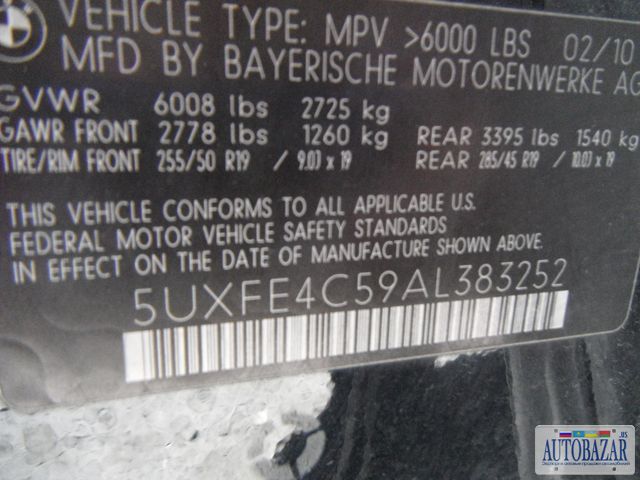 VEHICLE TYPE: MPV >6000 LBS 02/10
MFD BY BAYERISCHE MOTORENWERKE AG
GVWR 6008 lbs 2725 kg
GAWR FRONT 2778 lbs 1260 kg REAR 3395 lbs 1540 kg
TIRE/RIM FRONT 255/50 R19 / 9.0J x 19 REAR 285/45 R19 / 10.0J x 19
THIS VEHICLE CONFORMS TO ALL APPLICABLE U.S.
FEDERAL MOTOR VEHICLE SAFETY STANDARDS
IN EFFECT ON THE DATE OF MANUFACTURE SHOWN ABOVE.
5UXFE4C59AL383252
AUTOBAZAR.us